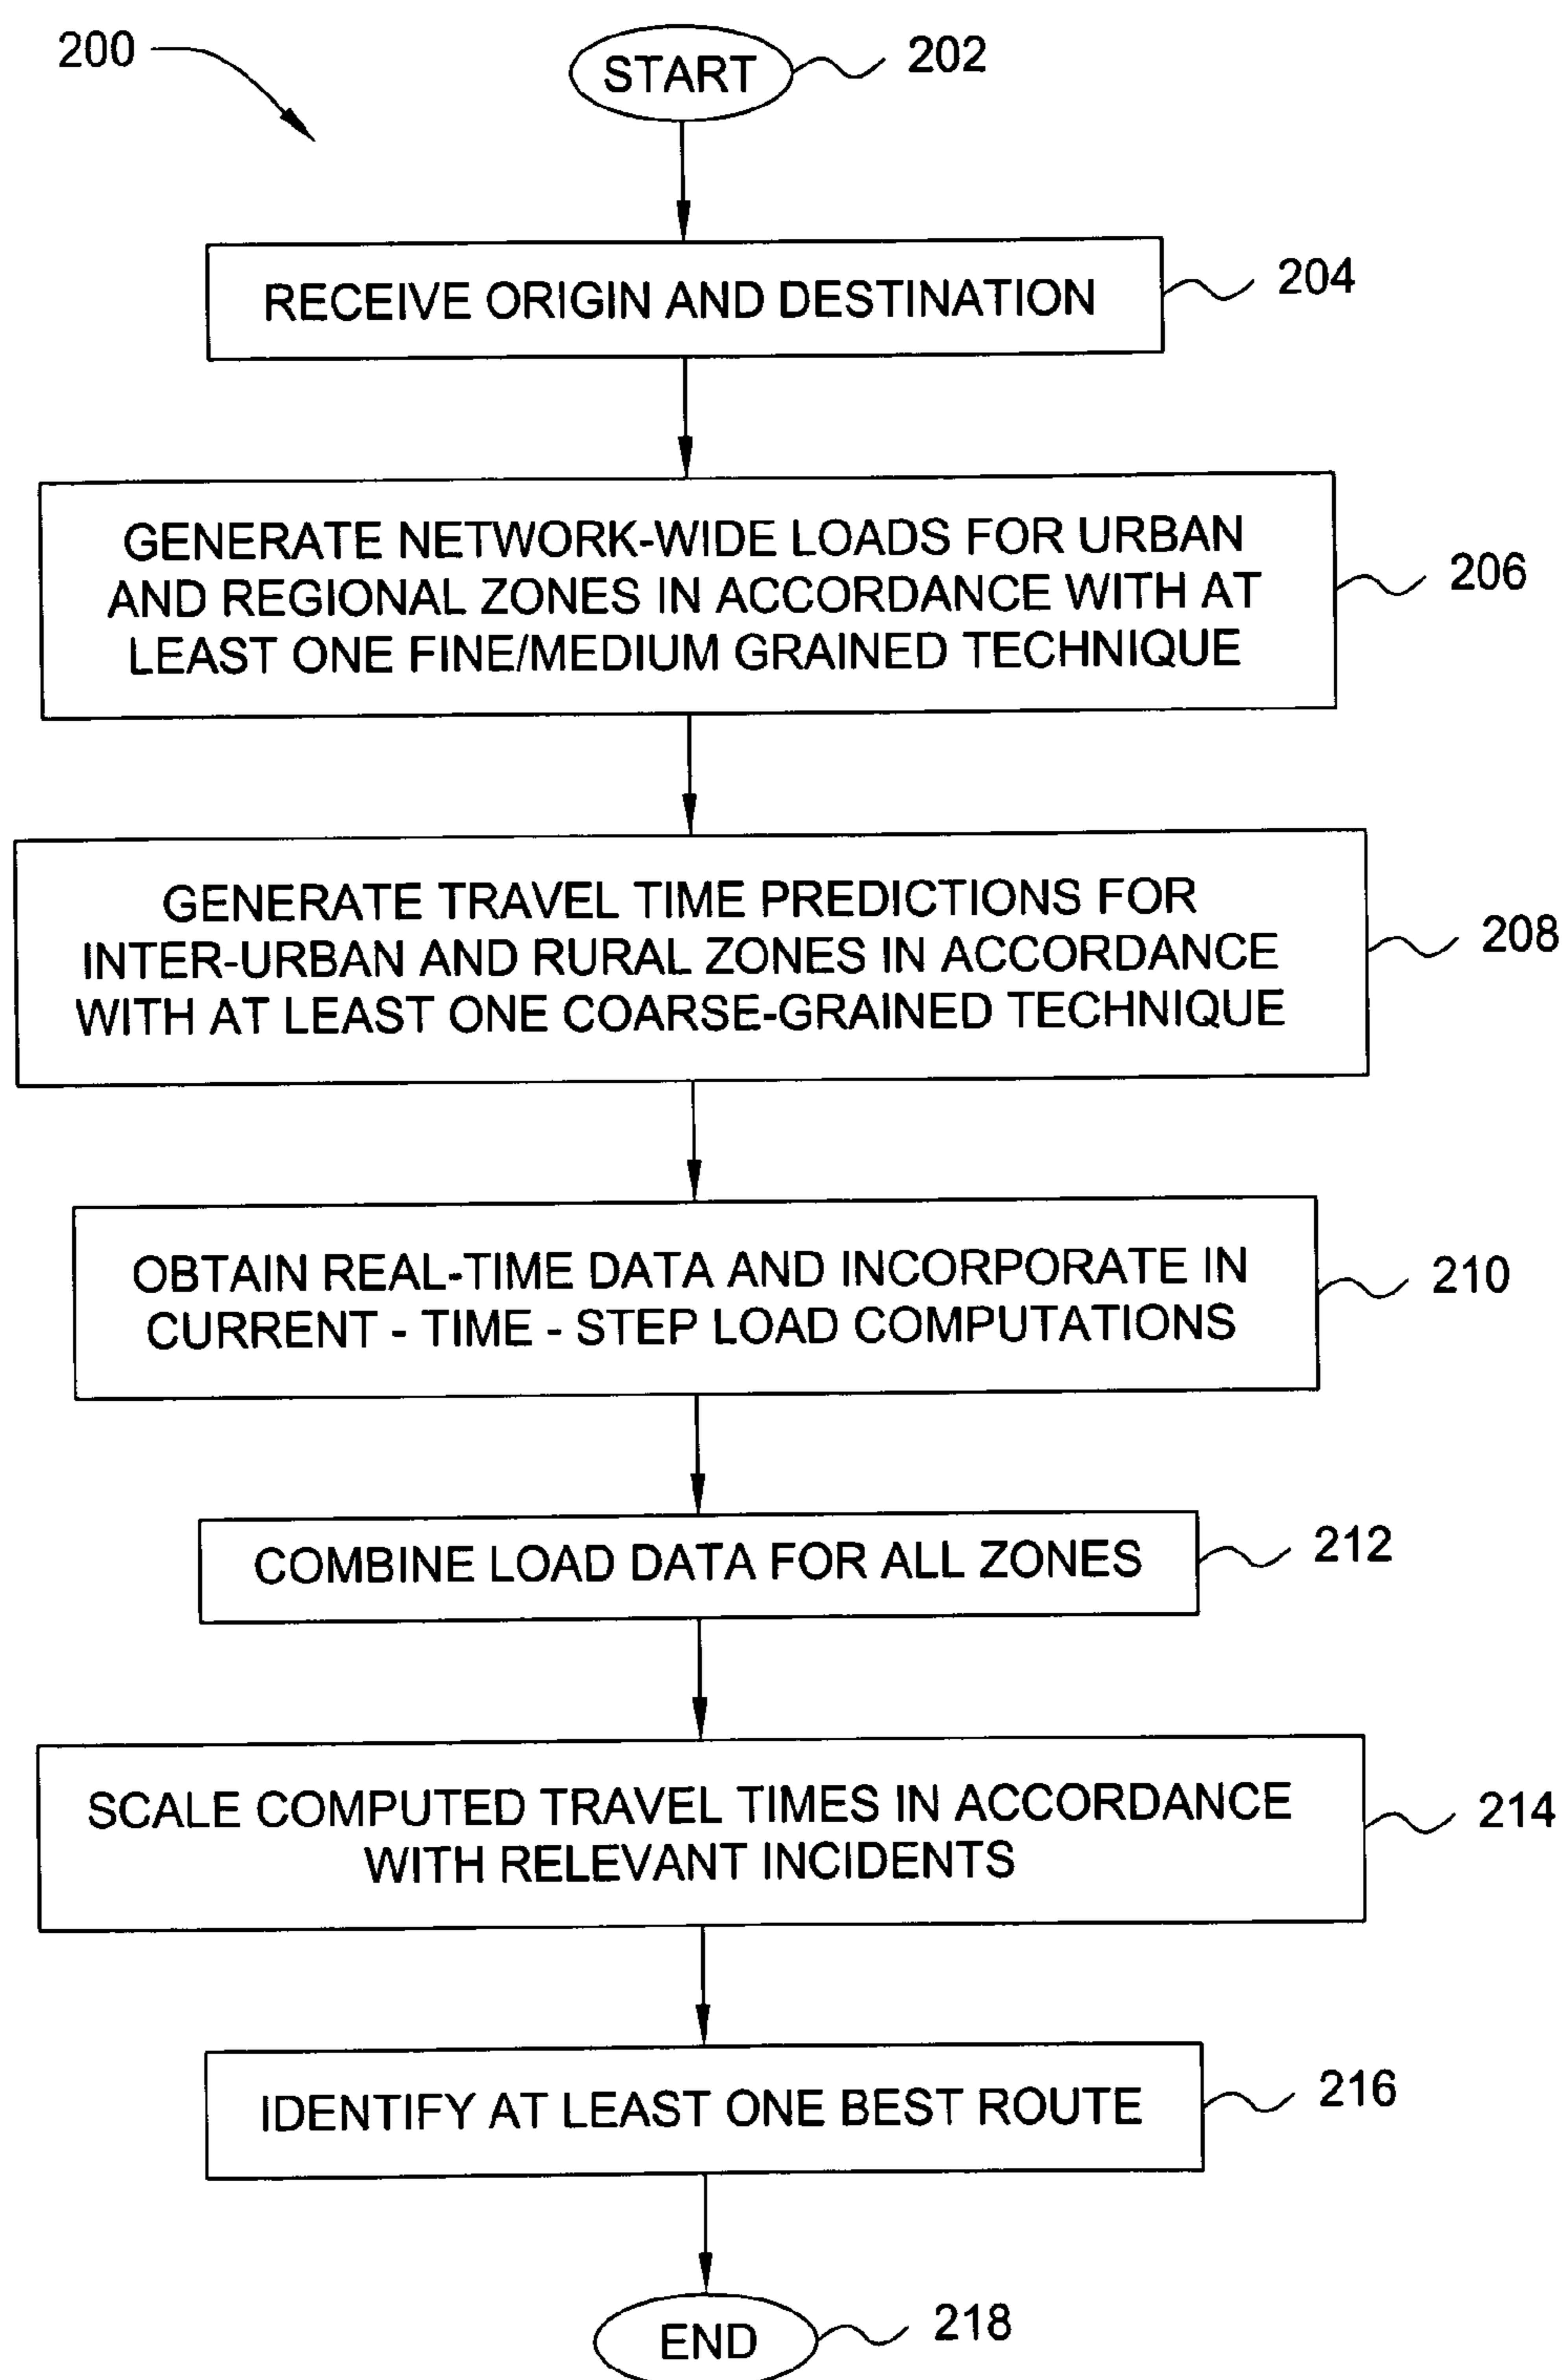 200
START
202
RECEIVE ORIGIN AND DESTINATION
204
GENERATE NETWORK-WIDE LOADS FOR URBAN
AND REGIONAL ZONES IN ACCORDANCE WITH AT
LEAST ONE FINE/MEDIUM GRAINED TECHNIQUE
206
GENERATE TRAVEL TIME PREDICTIONS FOR
INTER-URBAN AND RURAL ZONES IN ACCORDANCE
WITH AT LEAST ONE COARSE-GRAINED TECHNIQUE
208
OBTAIN REAL-TIME DATA AND INCORPORATE IN
CURRENT - TIME - STEP LOAD COMPUTATIONS
210
COMBINE LOAD DATA FOR ALL ZONES
212
SCALE COMPUTED TRAVEL TIMES IN ACCORDANCE
WITH RELEVANT INCIDENTS
214
IDENTIFY AT LEAST ONE BEST ROUTE
216
END
218